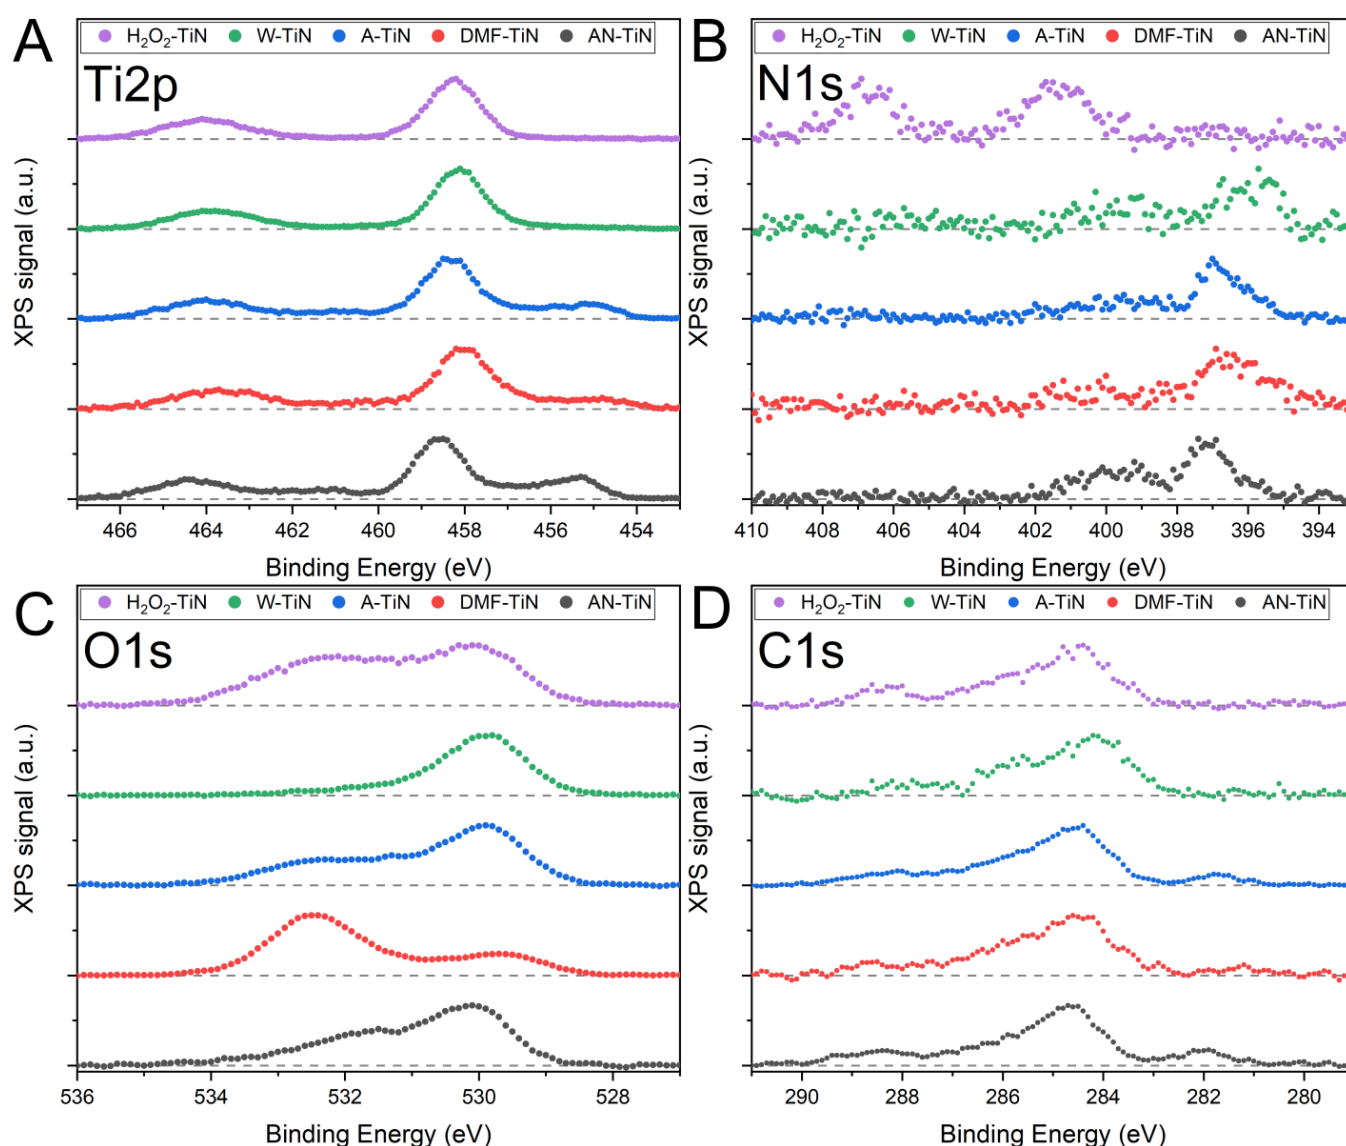 A
H₂O₂-TiN W-TiN A-TiN DMF-TiN AN-TiN
Ti2p
XPS signal (a.u.)
466 464 462 460 458 456 454
Binding Energy (eV)
B
H₂O₂-TiN W-TiN A-TiN DMF-TiN AN-TiN
N1s
XPS signal (a.u.)
410 408 406 404 402 400 398 396 394
Binding Energy (eV)
C
H₂O₂-TiN W-TiN A-TiN DMF-TiN AN-TiN
O1s
XPS signal (a.u.)
536 534 532 530 528
Binding Energy (eV)
D
H₂O₂-TiN W-TiN A-TiN DMF-TiN AN-TiN
C1s
XPS signal (a.u.)
290 288 286 284 282 280
Binding Energy (eV)